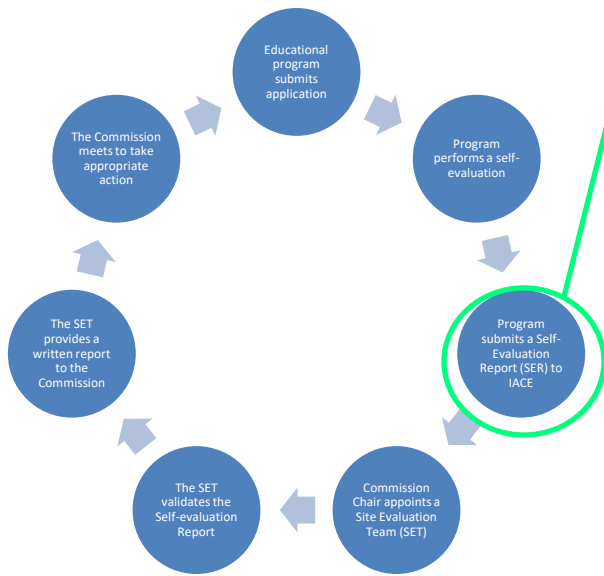 Educational
program
submits
application
Program
performs a self-
evaluation
Program
submits a Self-
Evaluation
Report (SER) to
IACE
Commission
Chair appoints a
Site Evaluation
Team (SET)
The SET
validates the
Self-evaluation
Report
The SET
provides a
written report
to the
Commission
The Commission
meets to take
appropriate
action